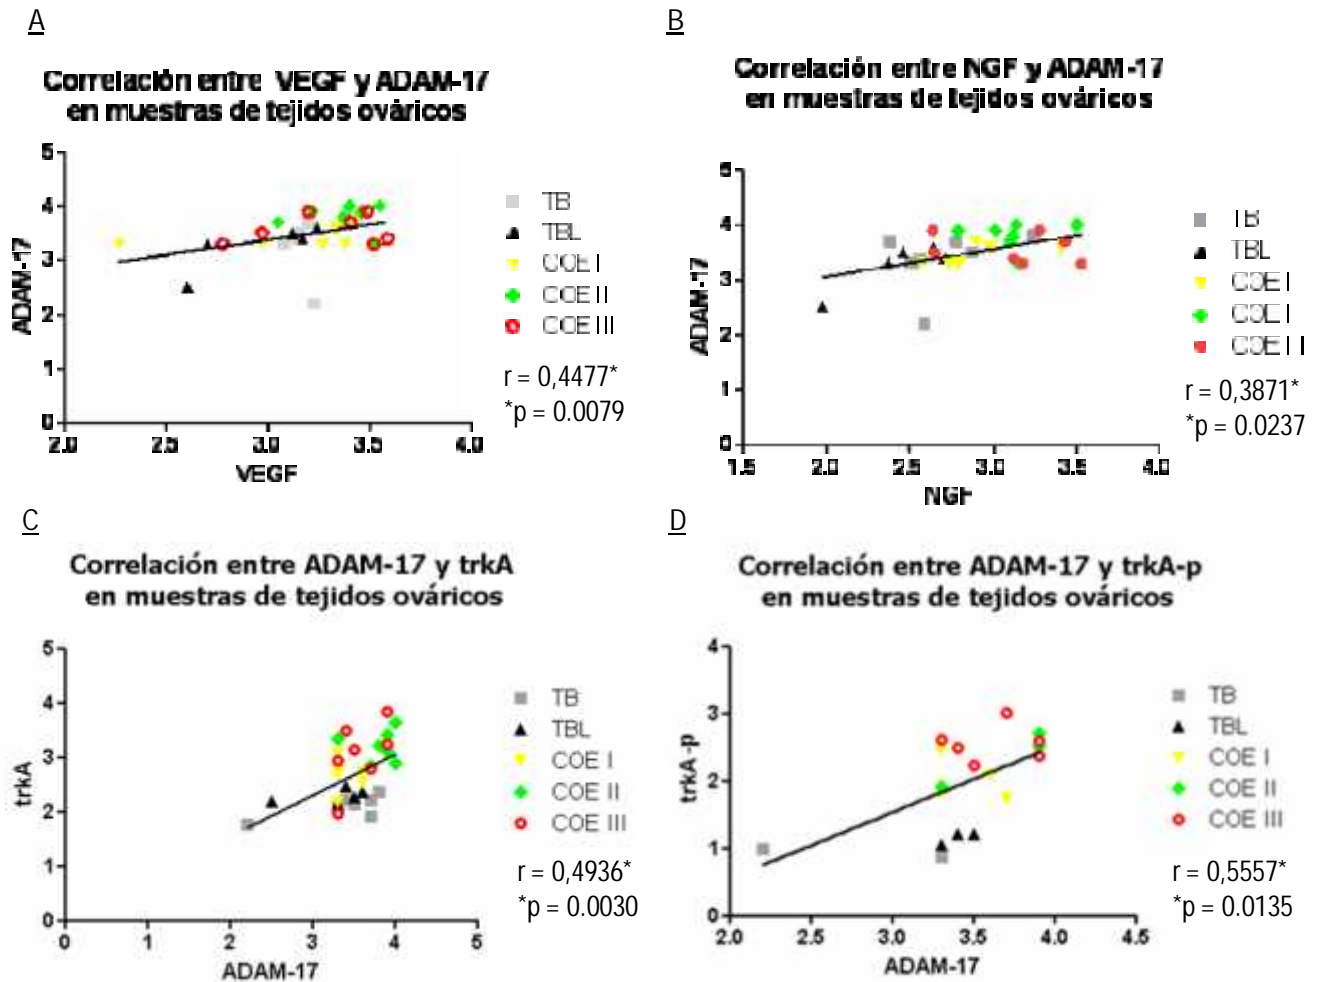 A
Correlación entre VEGF y ADAM-17
en muestras de tejidos ováricos
5
4
3
2
1
0
ADAM-17
2.0 2.5 3.0 3.5 4.0
VEGF
TB
TBL
COE I
COE II
COE III
r = 0,4477*
*p = 0.0079
B
Correlación entre NGF y ADAM-17
en muestras de tejidos ováricos
5
4
3
2
1
0
ADAM-17
1.5 2.0 2.5 3.0 3.5 4.0
NGF
TB
TBL
COE I
COE I
COE I I
r = 0,3871*
*p = 0.0237
C
Correlación entre ADAM-17 y trkA
en muestras de tejidos ováricos
5
4
3
2
1
0
trkA
0 1 2 3 4 5
ADAM-17
TB
TBL
COE I
COE II
COE III
r = 0,4936*
*p = 0.0030
D
Correlación entre ADAM-17 y trkA-p
en muestras de tejidos ováricos
4
3
2
1
0
trkA-p
2.0 2.5 3.0 3.5 4.0 4.5
ADAM-17
TB
TBL
COE I
COE II
COE III
r = 0,5557*
*p = 0.0135